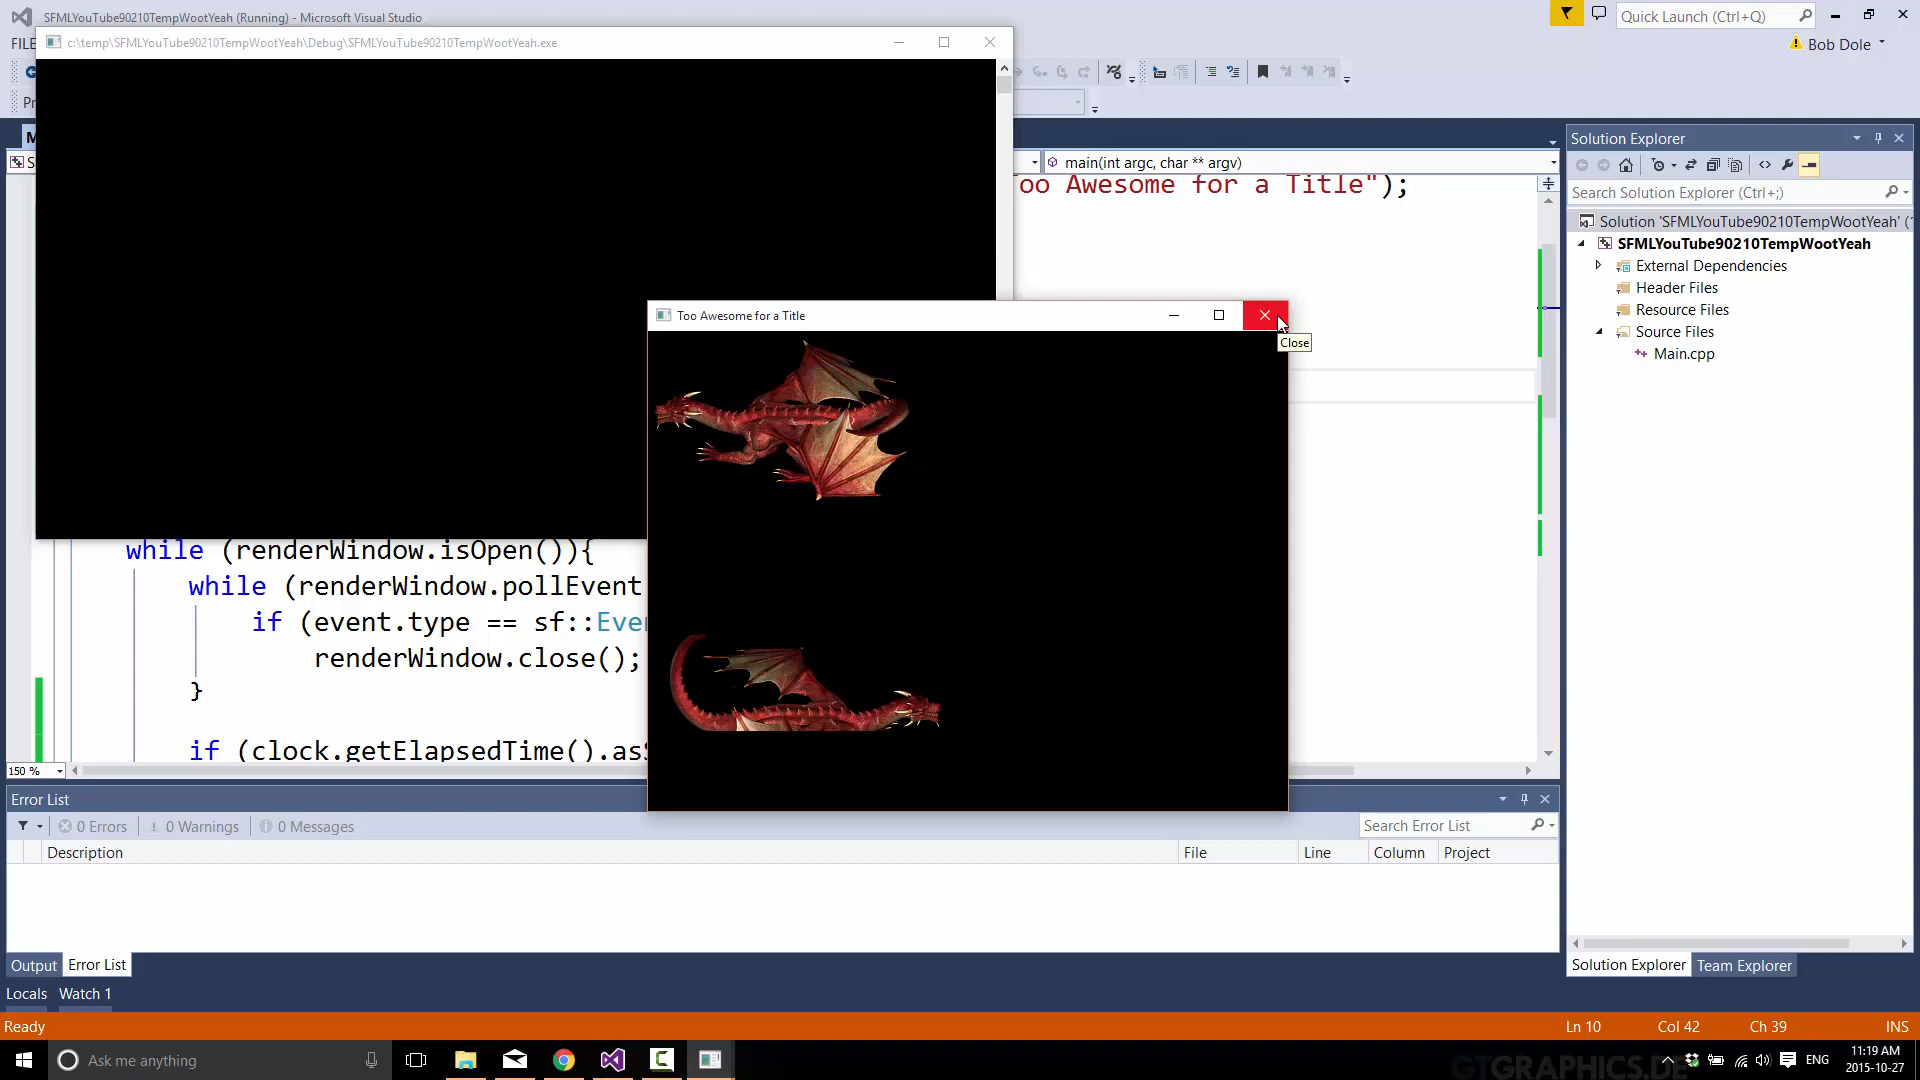 SFMLYouTube90210TempWootYeah (Running) - Microsoft Visual Studio
Quick Launch (Ctrl+Q)
FILE
c:\temp\SFMLYouTube90210TempWootYeah\Debug\SFMLYouTube90210TempWootYeah.exe
Bob Dole
main(int argc, char ** argv)
oo Awesome for a Title");
Solution Explorer
Search Solution Explorer (Ctrl+;)
Solution 'SFMLYouTube90210TempWootYeah' (
SFMLYouTube90210TempWootYeah
External Dependencies
Header Files
Resource Files
Source Files
Main.cpp
Too Awesome for a Title
Close
while (renderWindow.isOpen()){
while (renderWindow.pollEvent
if (event.type == sf::Eve
renderWindow.close();
}
if (clock.getElapsedTime().as
150 %
Error List
0 Errors
0 Warnings
0 Messages
Search Error List
Description
File
Line
Column
Project
Output
Error List
Solution Explorer
Team Explorer
Locals
Watch 1
Ready
Ln 10
Col 42
Ch 39
INS
Ask me anything
GTGRAPHICS.DE
ENG
11:19 AM
2015-10-27